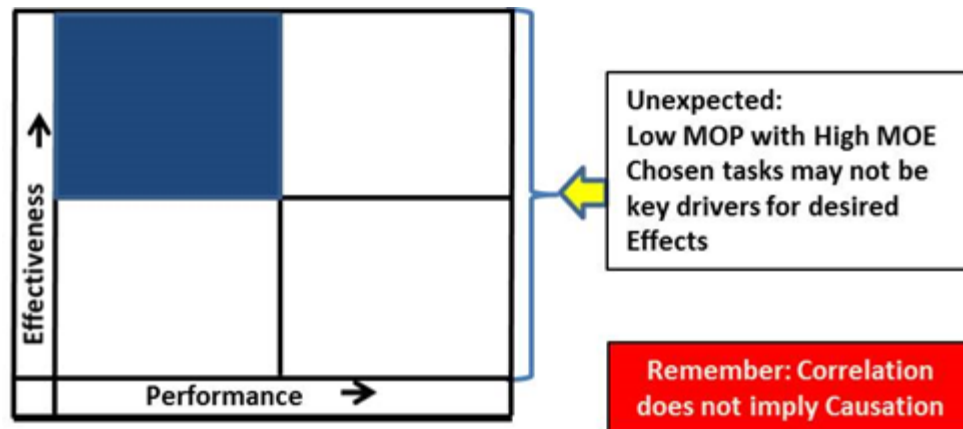 Effectiveness
Performance
Unexpected:
Low MOP with High MOE
Chosen tasks may not be
key drivers for desired
Effects
Remember: Correlation
does not imply Causation